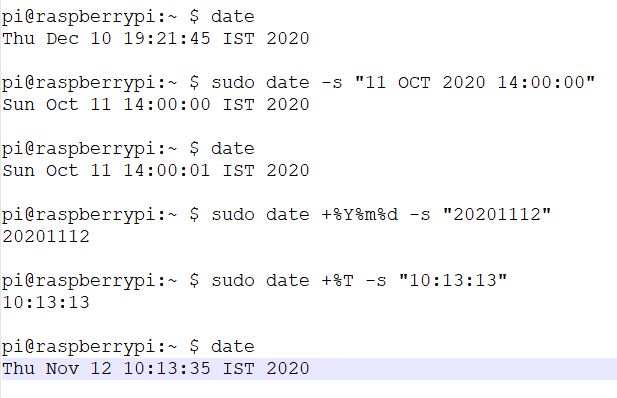 pi@raspberrypi:~ $ date
Thu Dec 10 19:21:45 IST 2020
pi@raspberrypi:~ $ sudo date -s "11 OCT 2020 14:00:00"
Sun Oct 11 14:00:00 IST 2020
pi@raspberrypi:~ $ date
Sun Oct 11 14:00:01 IST 2020
pi@raspberrypi:~ $ sudo date +%Y%m%d -s "20201112"
20201112
pi@raspberrypi:~ $ sudo date +%T -s "10:13:13"
10:13:13
pi@raspberrypi:~ $ date
Thu Nov 12 10:13:35 IST 2020